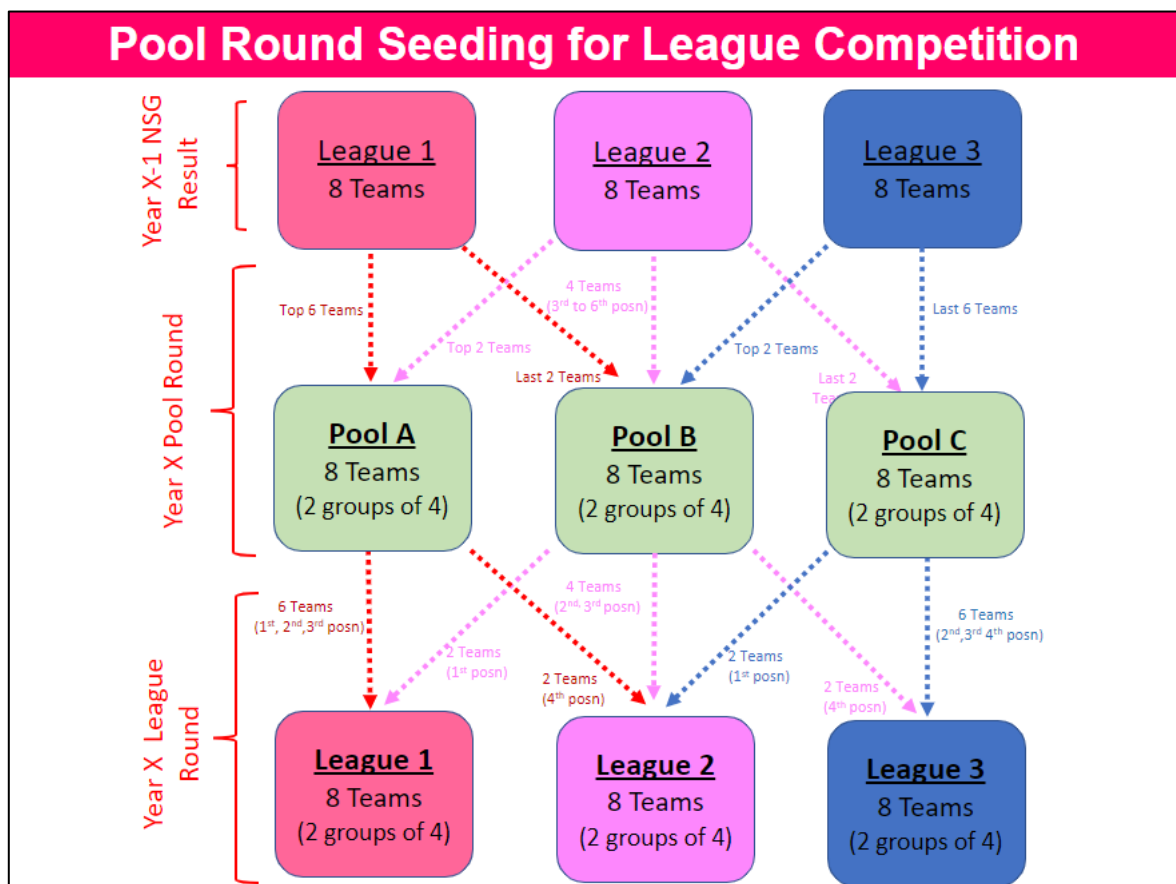 Pool Round Seeding for League Competition
Year X-1 NSG
Result
League 1
8 Teams
League 2
8 Teams
League 3
8 Teams
Year X Pool Round
Top 6 Teams
Top 2 Teams
Last 2 Teams
4 Teams
(3rd to 6th posn)
Top 2 Teams
Last 2
Last 6 Teams
Pool A
8 Teams
(2 groups of 4)
Pool B
8 Teams
(2 groups of 4)
Pool C
8 Teams
(2 groups of 4)
Year X League
Round
6 Teams
(1st, 2nd,3rd posn)
2 Teams
(1st posn)
2 Teams
(4th posn)
4 Teams
(2nd, 3rd posn)
2 Teams
(1st posn)
2 Teams
(4th posn)
6 Teams
(2nd,3rd 4th posn)
League 1
8 Teams
(2 groups of 4)
League 2
8 Teams
(2 groups of 4)
League 3
8 Teams
(2 groups of 4)